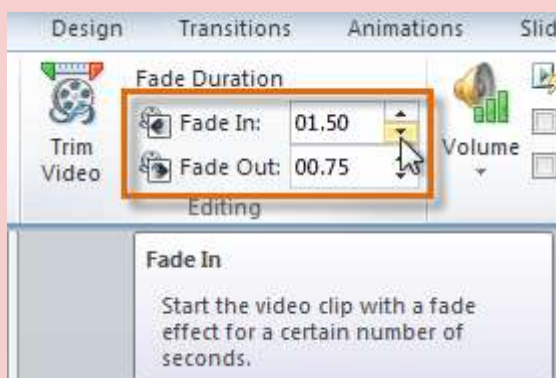 Design Transitions Animations Slid
Fade Duration
Fade In: 01.50
Fade Out: 00.75
Trim
Video
Volume
Editing
Fade In
Start the video clip with a fade
effect for a certain number of
seconds.